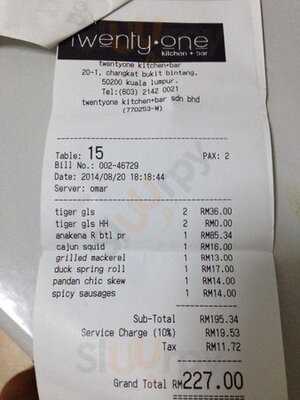 twenty·one
kitchen + bar
twentyone kitchen+bar
20-1, changkat bukit bintang,
50200 kuala lumpur.
Tel:(603) 2142 0021
twentyone kitchen+bar sdn bhd
(770253-W)
Table: 15 PAX: 2
Bill No.: 002-46729
Date: 2014/08/20 18:18:44
Server: omar
tiger gls 2 RM36.00
tiger gls HH 2 RM0.00
anakena R btl pr 1 RM85.34
cajun squid 1 RM16.00
grilled mackerel 1 RM13.00
duck spring roll 1 RM17.00
pandan chic skew 1 RM14.00
spicy sausages 1 RM14.00
Sub-Total RM195.34
Service Charge (10%) RM19.53
Tax RM11.72
Grand Total RM227.00